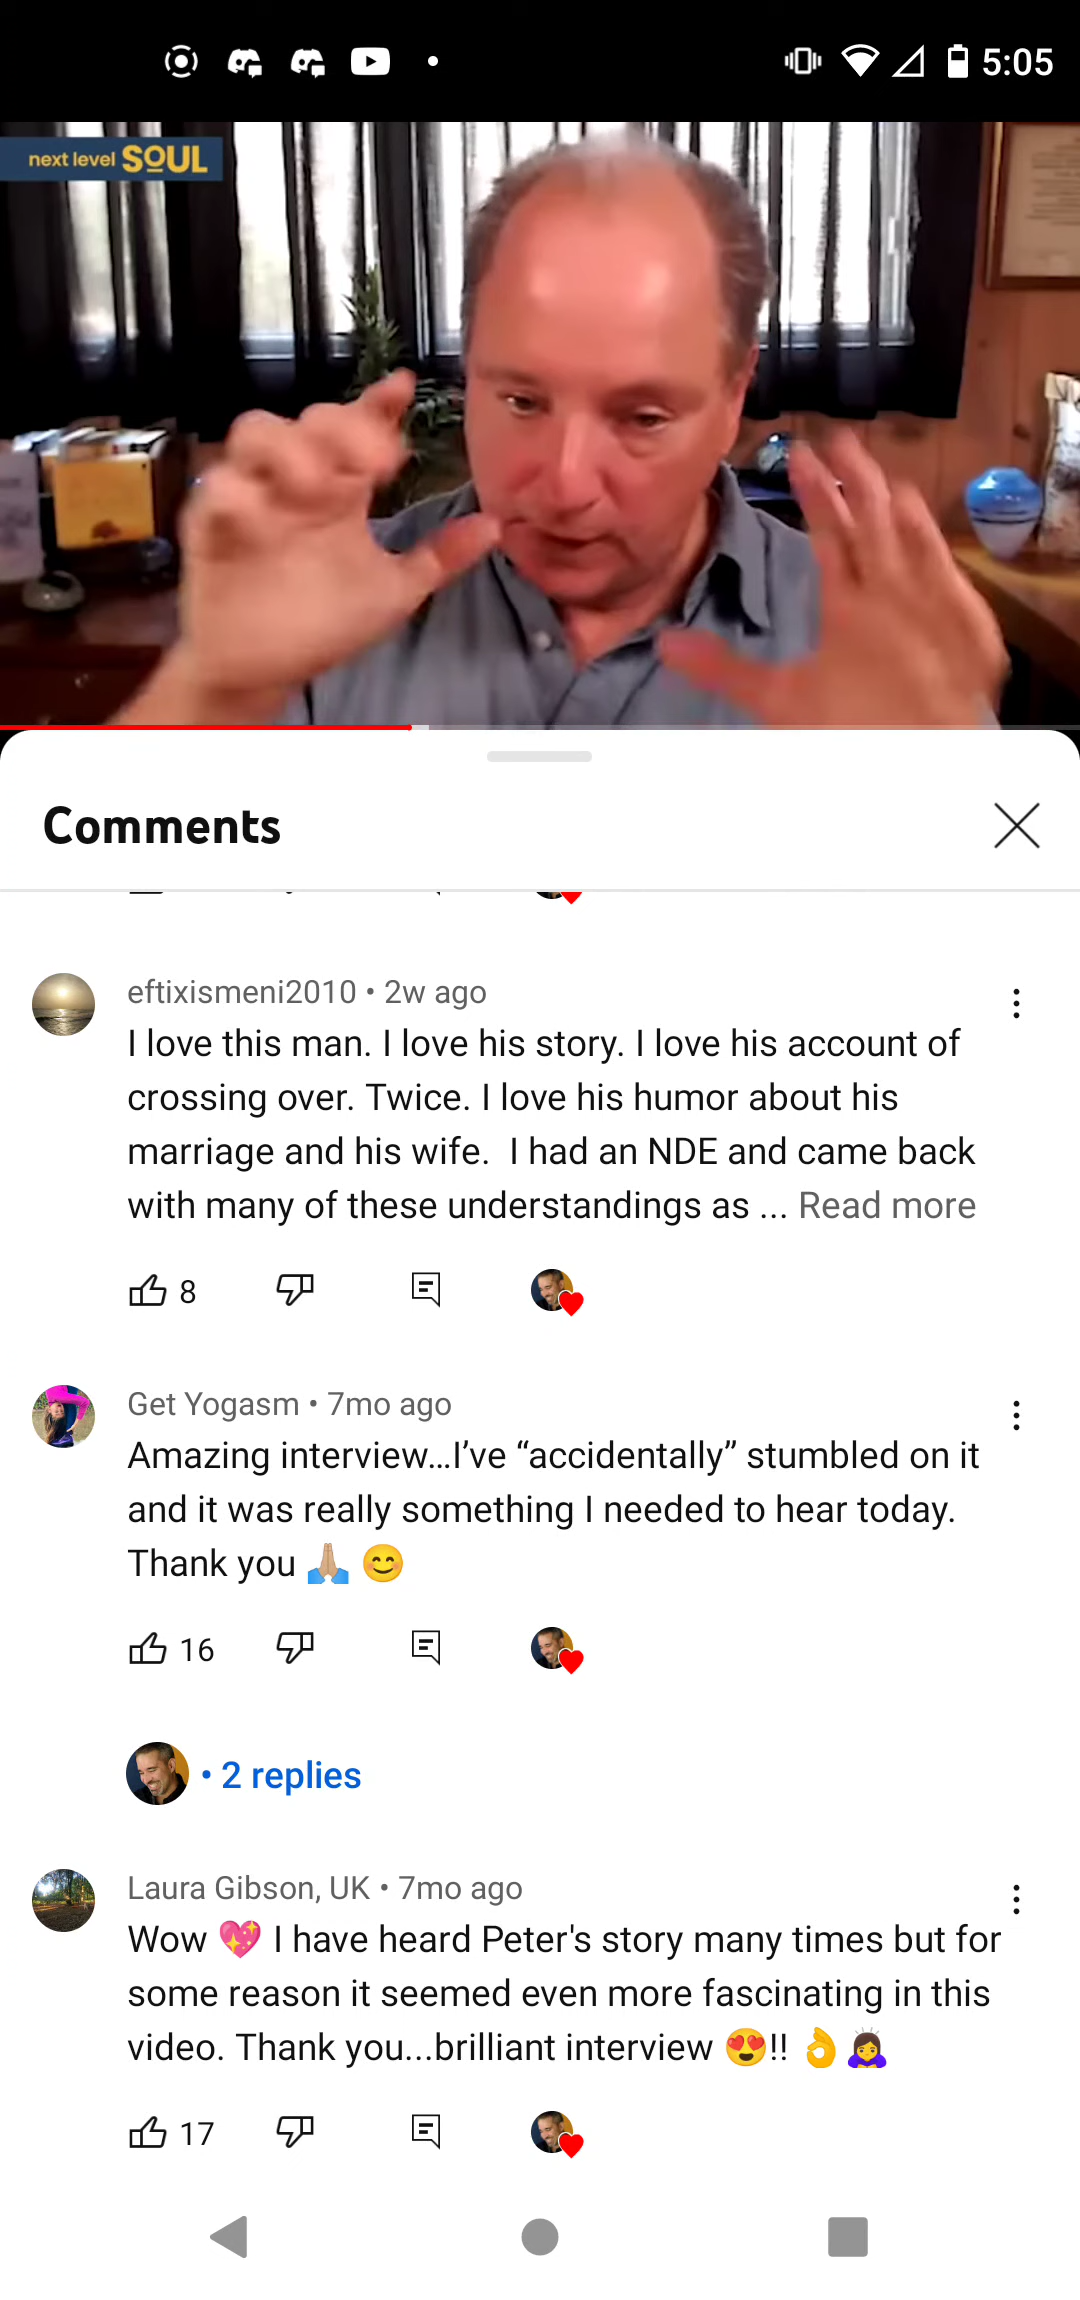 5:05
next level SOUL
Comments
eftixismeni2010 • 2w ago
I love this man. I love his story. I love his account of
crossing over. Twice. I love his humor about his
marriage and his wife.  I had an NDE and came back
with many of these understandings as ... Read more
8
Get Yogasm • 7mo ago
Amazing interview…I’ve “accidentally” stumbled on it
and it was really something I needed to hear today.
Thank you 🙏🏼 😊
16
• 2 replies
Laura Gibson, UK • 7mo ago
Wow 💖 I have heard Peter's story many times but for
some reason it seemed even more fascinating in this
video. Thank you...brilliant interview 😍!! 👌🙇‍♀️
17